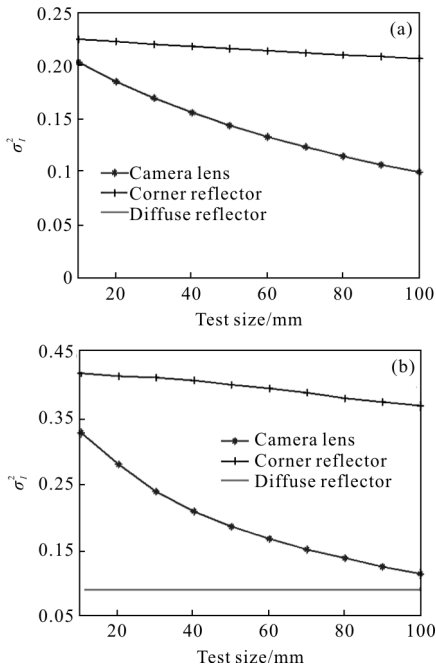 (a)
0.25
0.20
0.15
0.1
0.05
0
σ_I^2
Camera lens
Corner reflector
Diffuse reflector
20 40 60 80 100
Test size/mm
(b)
0.45
0.35
0.25
0.15
0.05
σ_I^2
Camera lens
Corner reflector
Diffuse reflector
20 40 60 80 100
Test size/mm